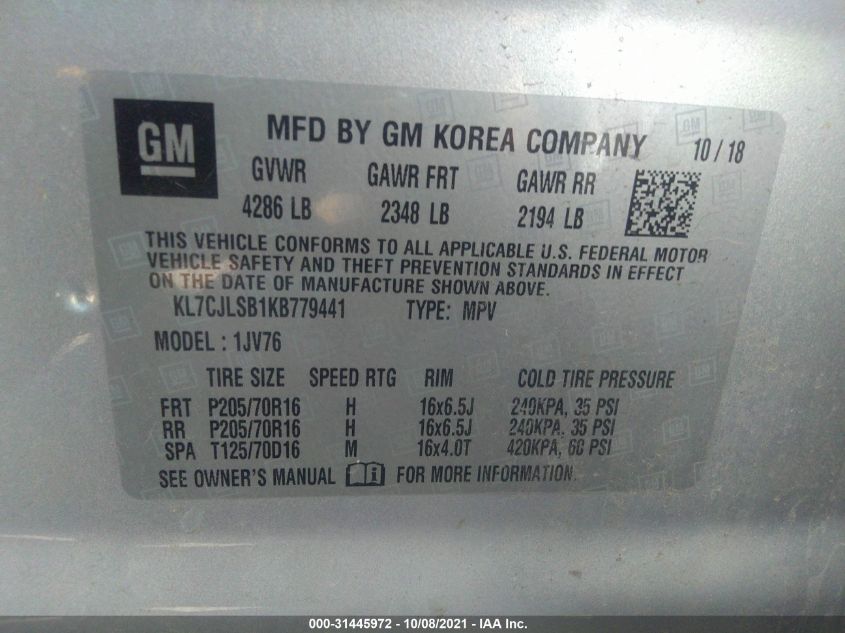 GM
MFD BY GM KOREA COMPANY 10 / 18
GVWR GAWR FRT GAWR RR
4286 LB 2348 LB 2194 LB
THIS VEHICLE CONFORMS TO ALL APPLICABLE U.S. FEDERAL MOTOR
VEHICLE SAFETY AND THEFT PREVENTION STANDARDS IN EFFECT
ON THE DATE OF MANUFACTURE SHOWN ABOVE.
KL7CJLSB1KB779441 TYPE: MPV
MODEL : 1JV76
TIRE SIZE SPEED RTG RIM COLD TIRE PRESSURE
FRT P205/70R16 H 16x6.5J 240KPA, 35 PSI
RR P205/70R16 H 16x6.5J 240KPA, 35 PSI
SPA T125/70D16 M 16x4.0T 420KPA, 60 PSI
SEE OWNER'S MANUAL FOR MORE INFORMATION.
000-31445972 - 10/08/2021 - IAA Inc.